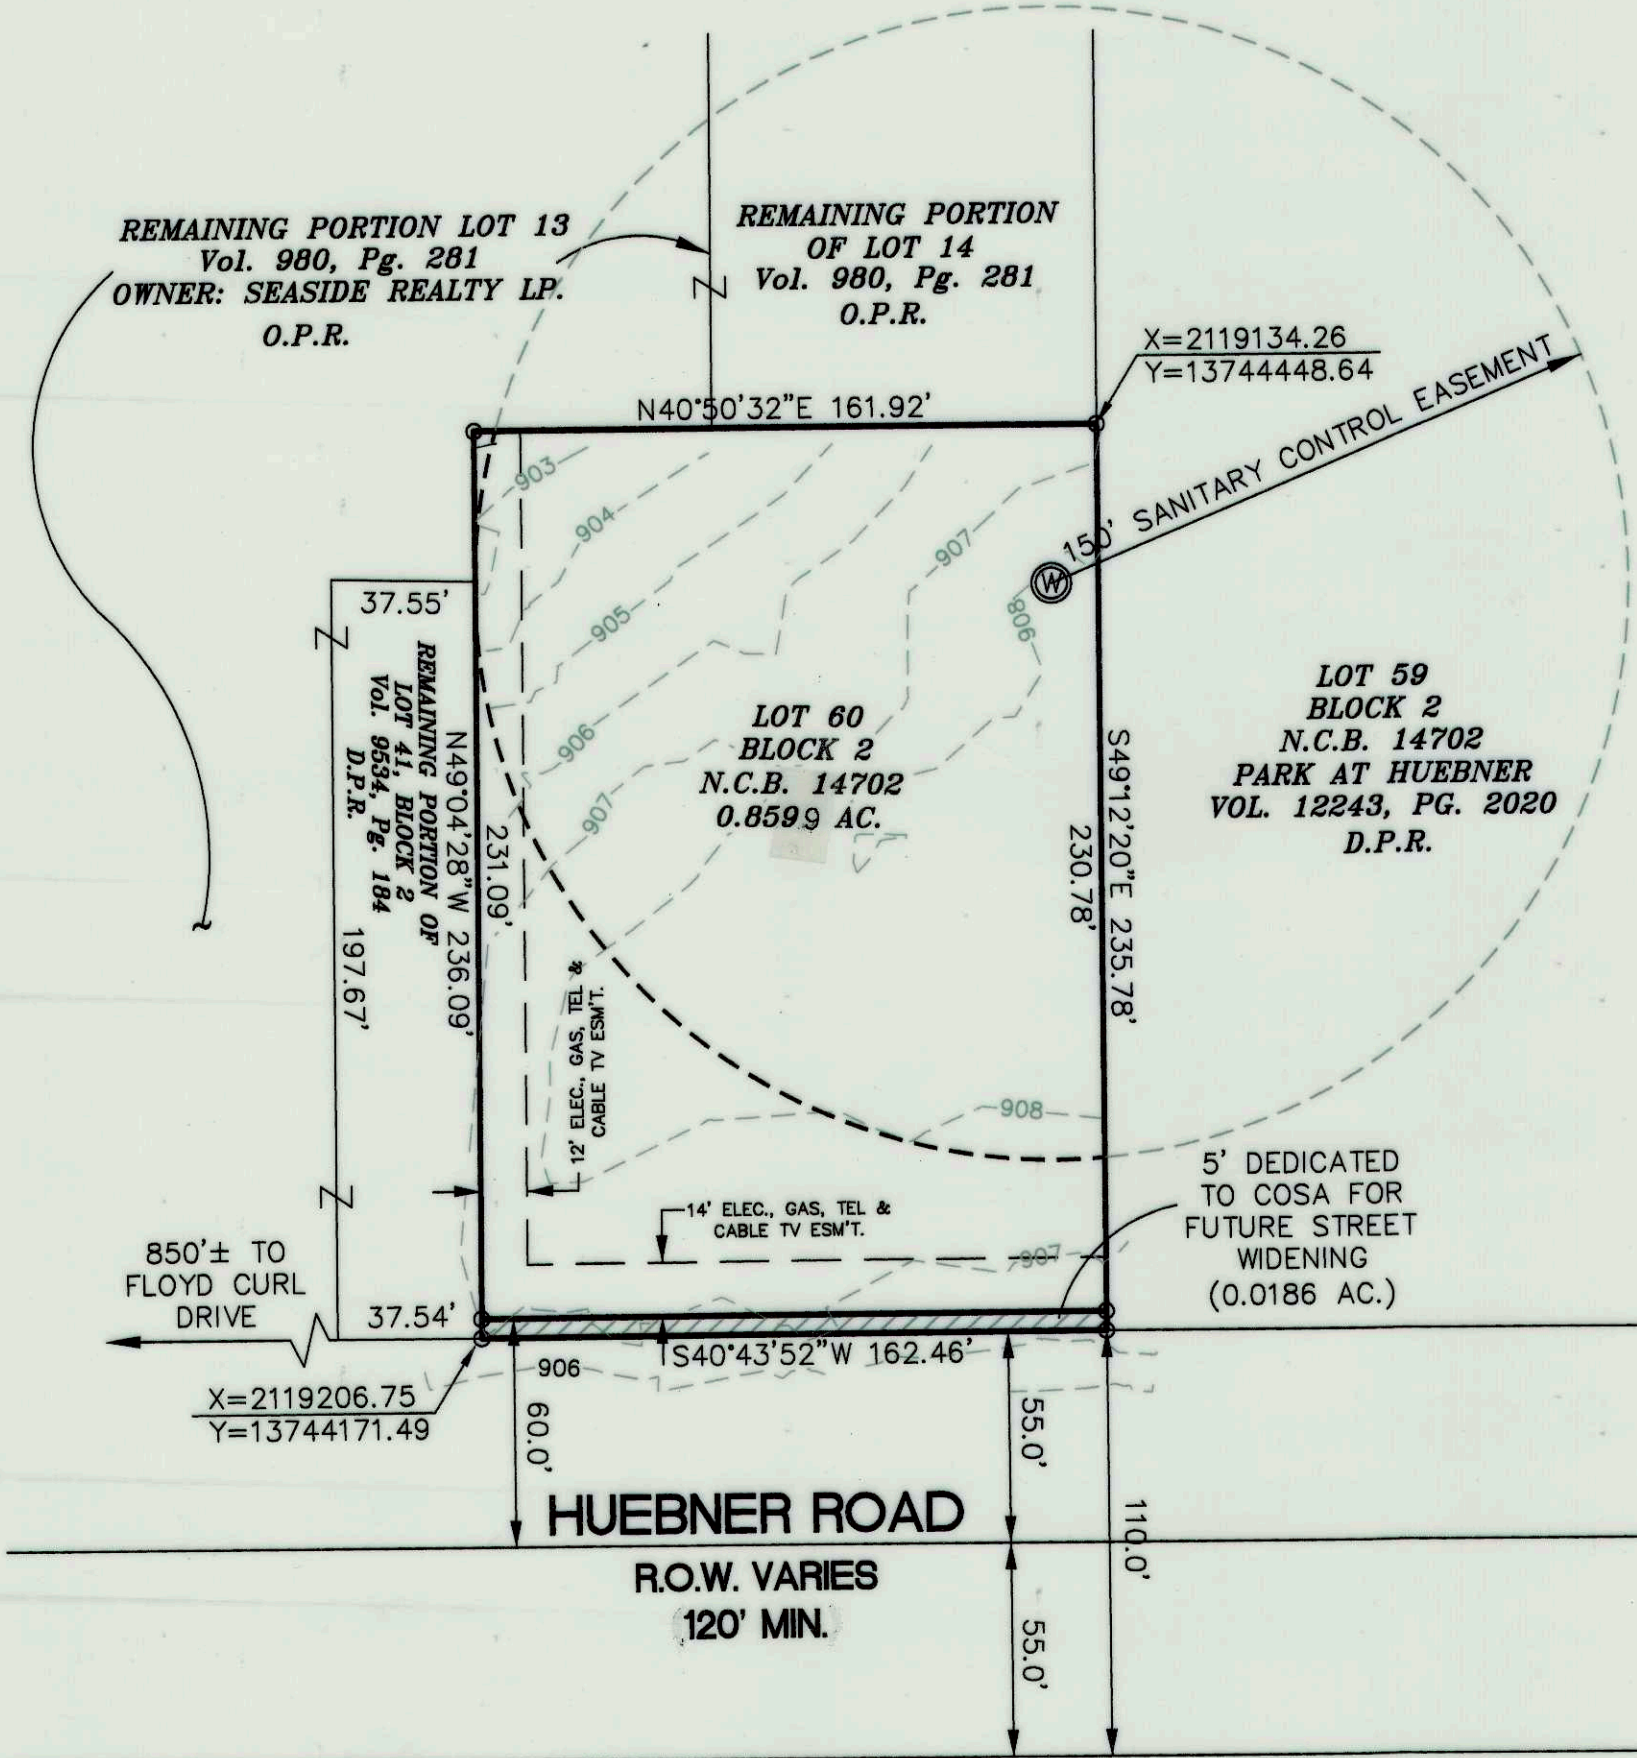 REMAINING PORTION LOT 13
Vol. 980, Pg. 281
OWNER: SEASIDE REALTY LP.
O.P.R.
REMAINING PORTION
OF LOT 14
Vol. 980, Pg. 281
O.P.R.
X=2119134.26
Y=13744448.64
150' SANITARY CONTROL EASEMENT
N40°50'32"E 161.92'
903
904
905
906
907
907
908
W
37.55'
REMAINING PORTION OF
LOT 41, BLOCK 2
Vol. 9534, Pg. 184
D.P.R.
197.67'
N49°04'28"W 236.09'
231.09'
LOT 60
BLOCK 2
N.C.B. 14702
0.8599 AC.
S49°12'20"E 235.78'
230.78'
LOT 59
BLOCK 2
N.C.B. 14702
PARK AT HUEBNER
VOL. 12243, PG. 2020
D.P.R.
12' ELEC., GAS, TEL &
CABLE TV ESM'T.
908
14' ELEC., GAS, TEL &
CABLE TV ESM'T.
907
5' DEDICATED
TO COSA FOR
FUTURE STREET
WIDENING
(0.0186 AC.)
850'± TO
FLOYD CURL
DRIVE
37.54'
S40°43'52"W 162.46'
906
X=2119206.75
Y=13744171.49
60.0'
55.0'
110.0'
HUEBNER ROAD
R.O.W. VARIES
120' MIN.
55.0'